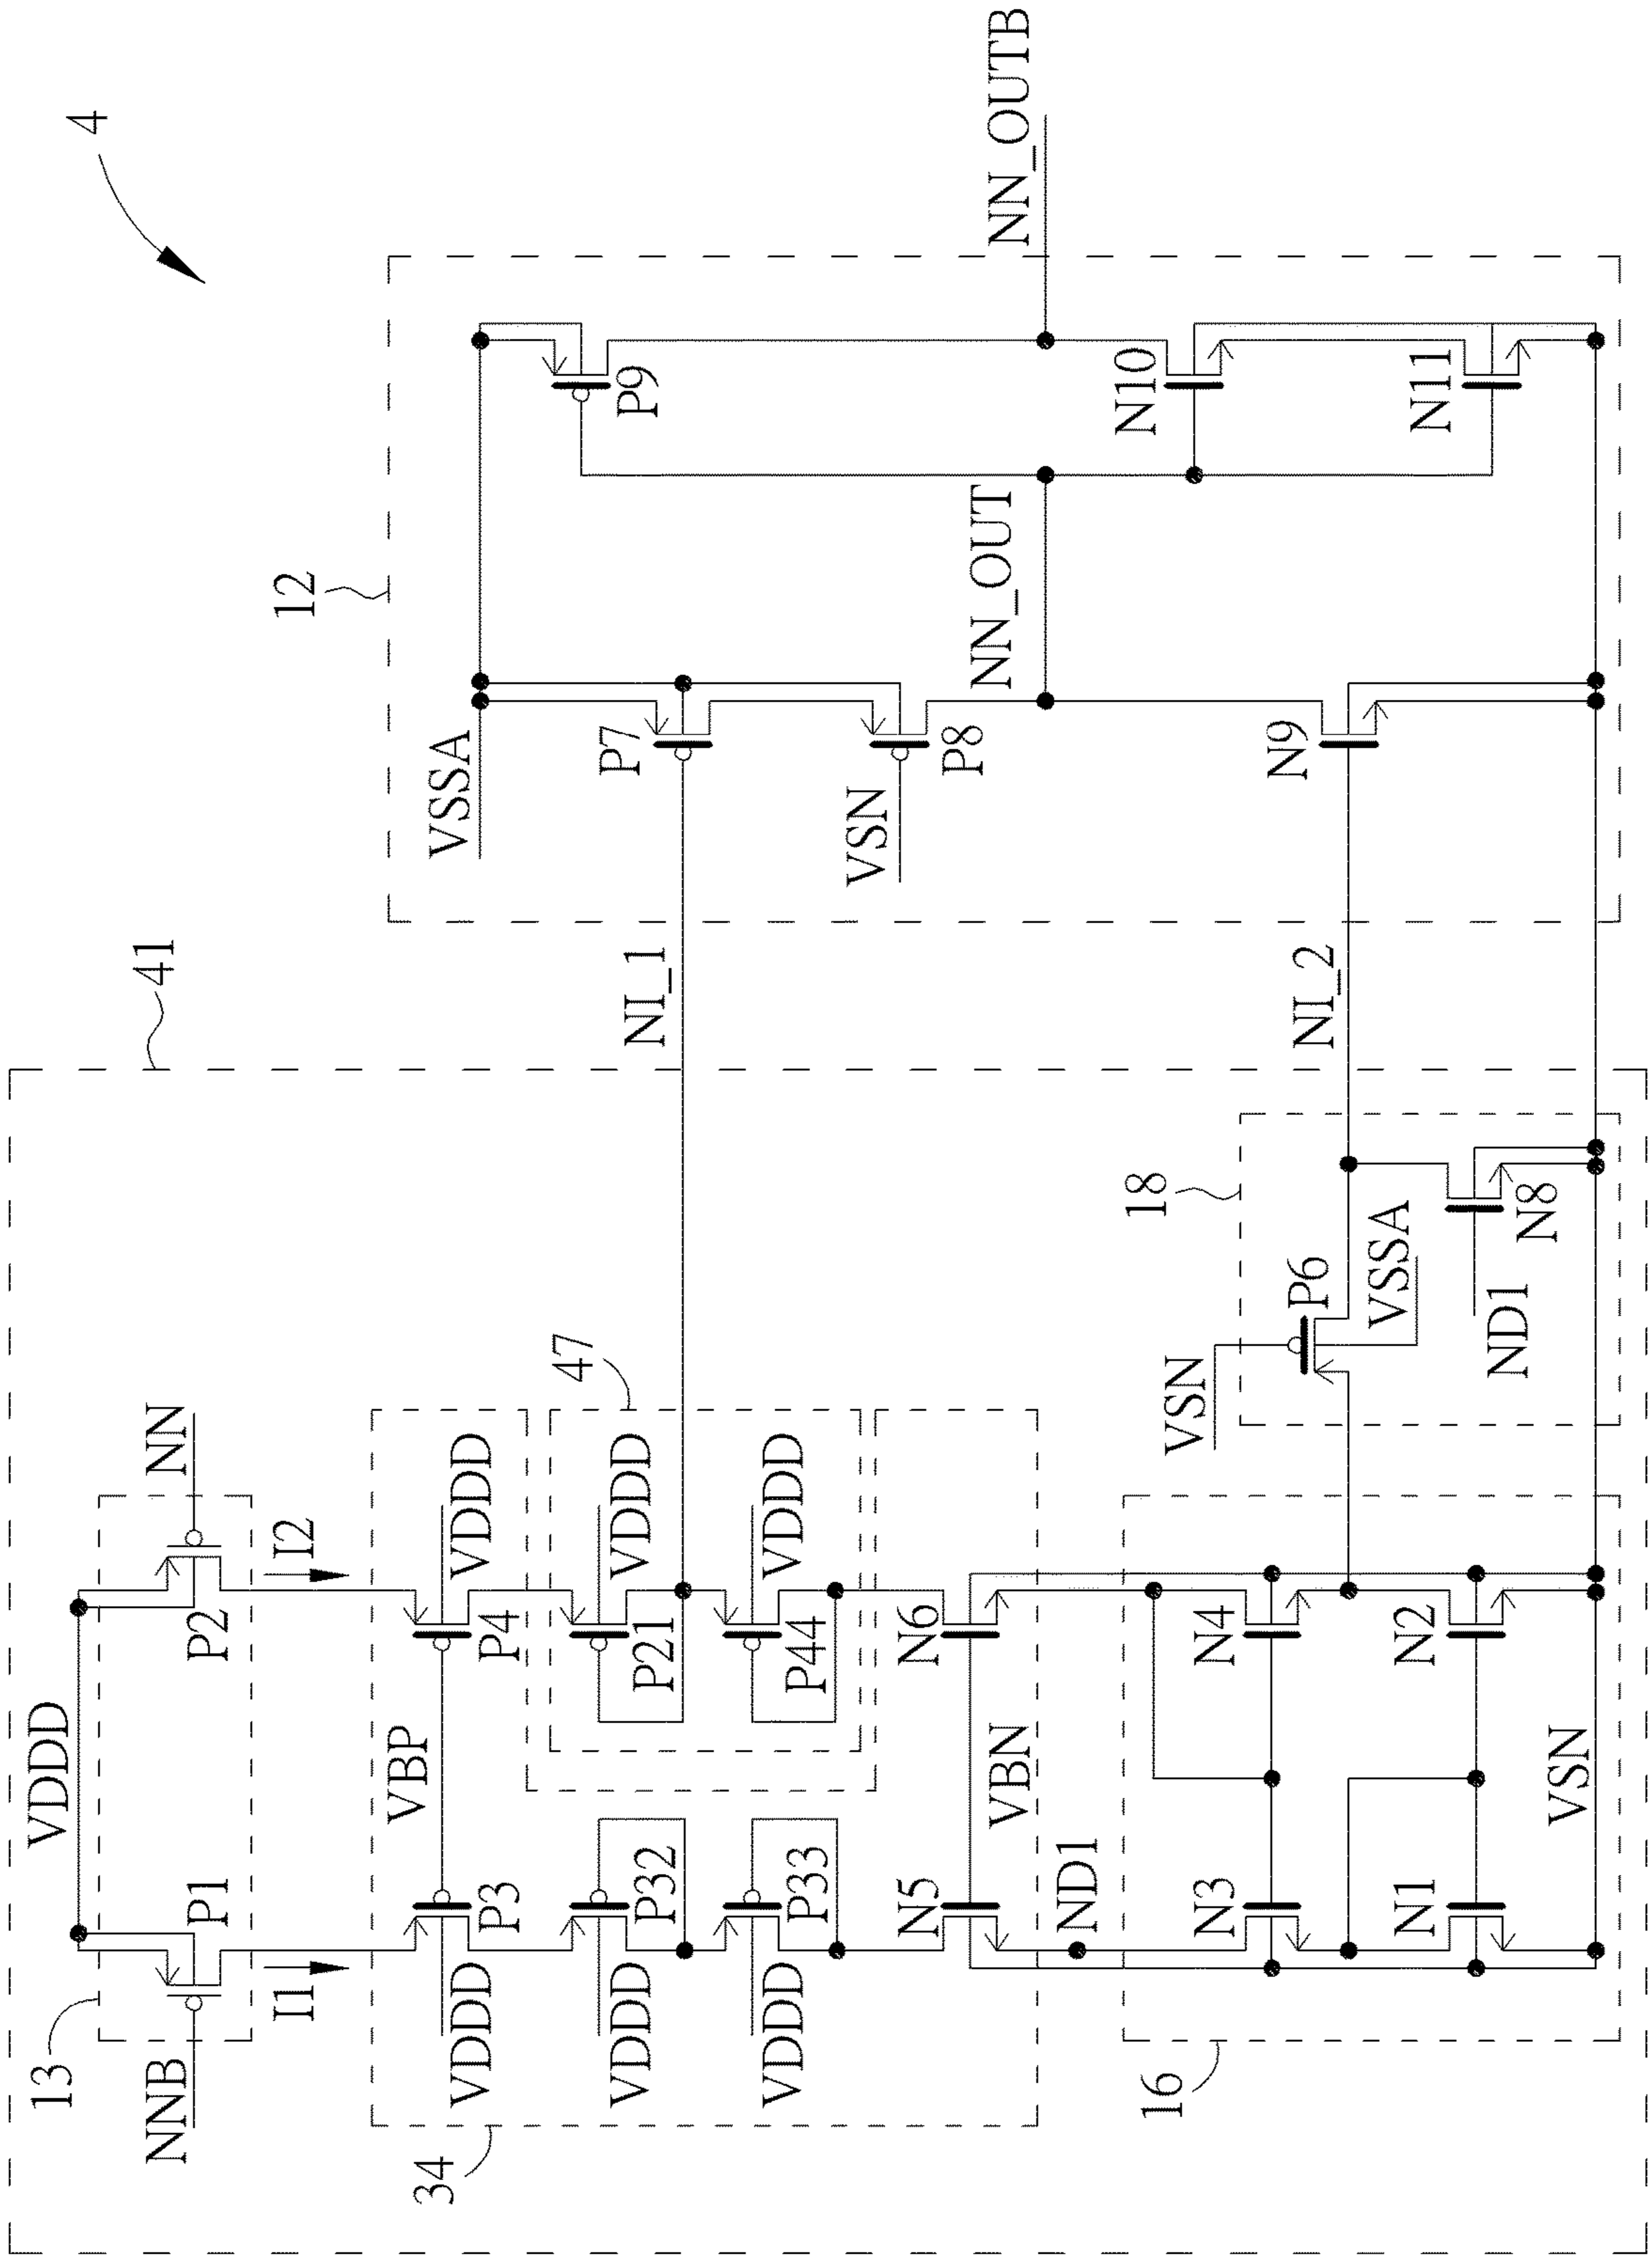 4
41
12
VDDD
13
P1
P2
NNB
NN
I1
I2
34
VBP
VDDD
P3
P4
VDDD
47
VDDD
P32
P21
VDDD
VDDD
P33
P44
VDDD
NI_1
N5
N6
VBN
ND1
16
N3
N4
N1
N2
VSN
18
VSN
P6
VSSA
ND1
N8
NI_2
VSSA
P7
VSN
P8
NN_OUT
N9
P9
NN_OUTB
N10
N11